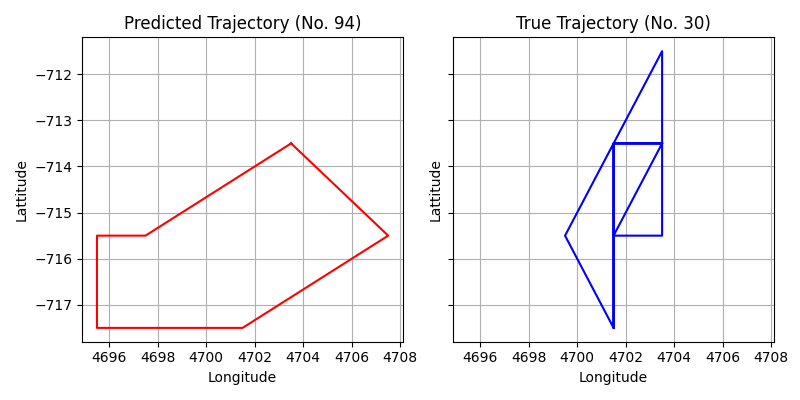 Predicted Trajectory (No. 94)
True Trajectory (No. 30)
Lattitude
−712
−713
−714
−715
−716
−717
4696 4698 4700 4702 4704 4706 4708
Longitude
Lattitude
4696 4698 4700 4702 4704 4706 4708
Longitude